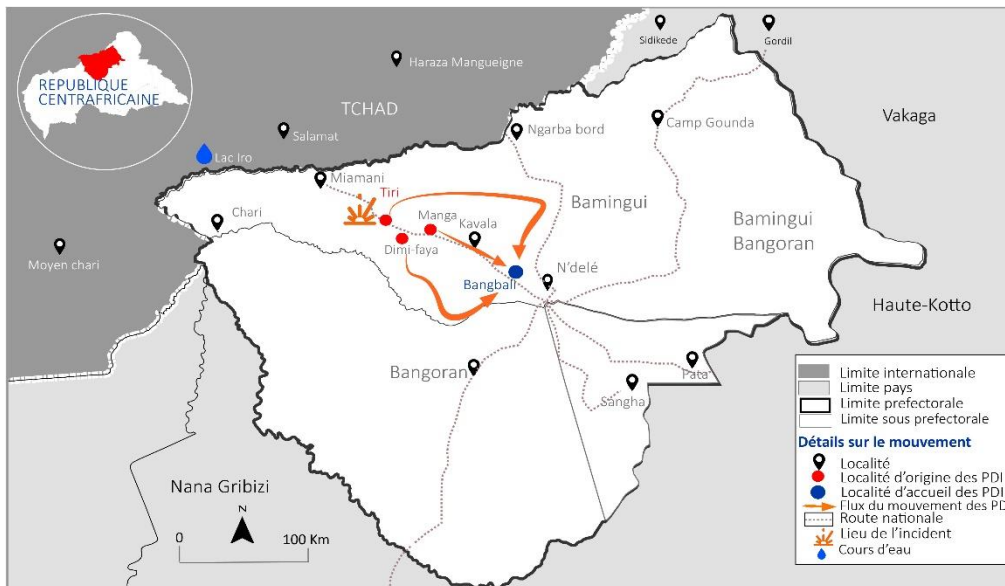 REPUBLIQUE
CENTRAFRICAINE
TCHAD
Haraza Mangueigne
Sidikede
Gordil
Salamat
Ngarba bord
Camp Gounda
Vakaga
Lac Iro
Miamani
Tiri
Bamingui
Chari
Manga
Kavala
Bamingui
Bangoran
Moyen chari
Dimi-faya
Bangbali
N'delé
Haute-Kotto
Bangoran
Pata
Sangha
Nana Gribizi
N
0
100 Km
Limite internationale
Limite pays
Limite prefectorale
Limite sous prefectorale
Détails sur le mouvement
Localité
Localité d'origine des PDI
Localité d'accueil des PDI
Flux du mouvement des PD
Route nationale
Lieu de l'incident
Cours d'eau